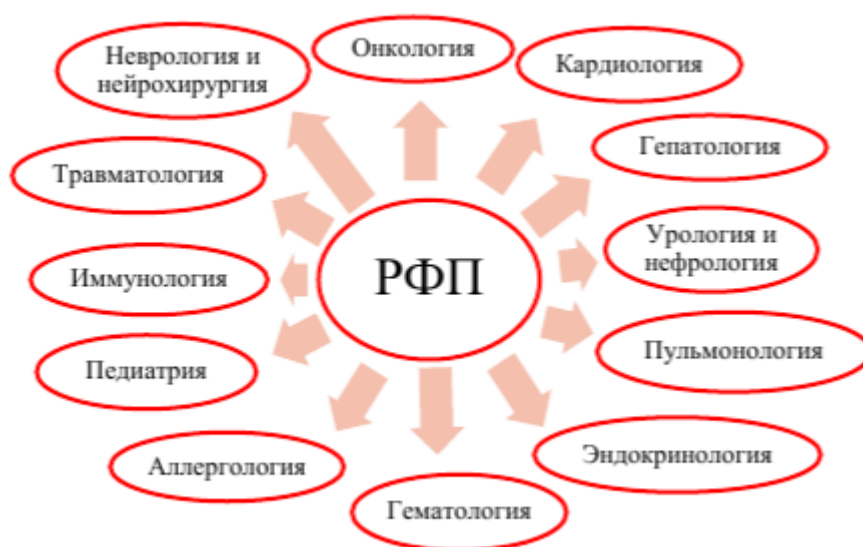 Неврология и
нейрохирургия
Онкология
Кардиология
Травматология
Гепатология
РФП
Иммунология
Урология и
нефрология
Педиатрия
Пульмонология
Аллергология
Эндокринология
Гематология